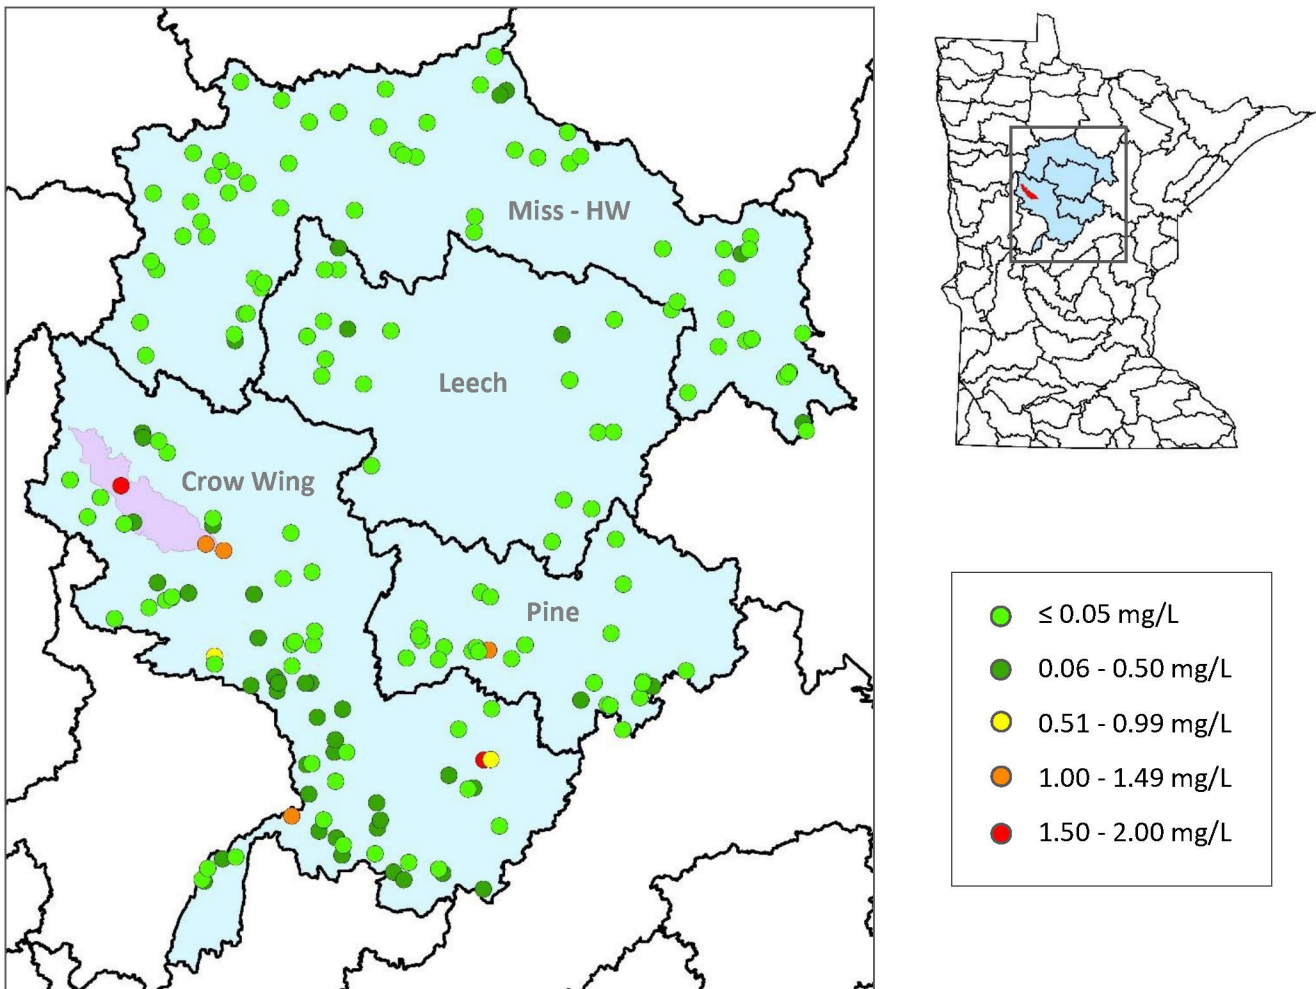 Miss - HW
Leech
Crow Wing
Pine
≤ 0.05 mg/L
0.06 - 0.50 mg/L
0.51 - 0.99 mg/L
1.00 - 1.49 mg/L
1.50 - 2.00 mg/L